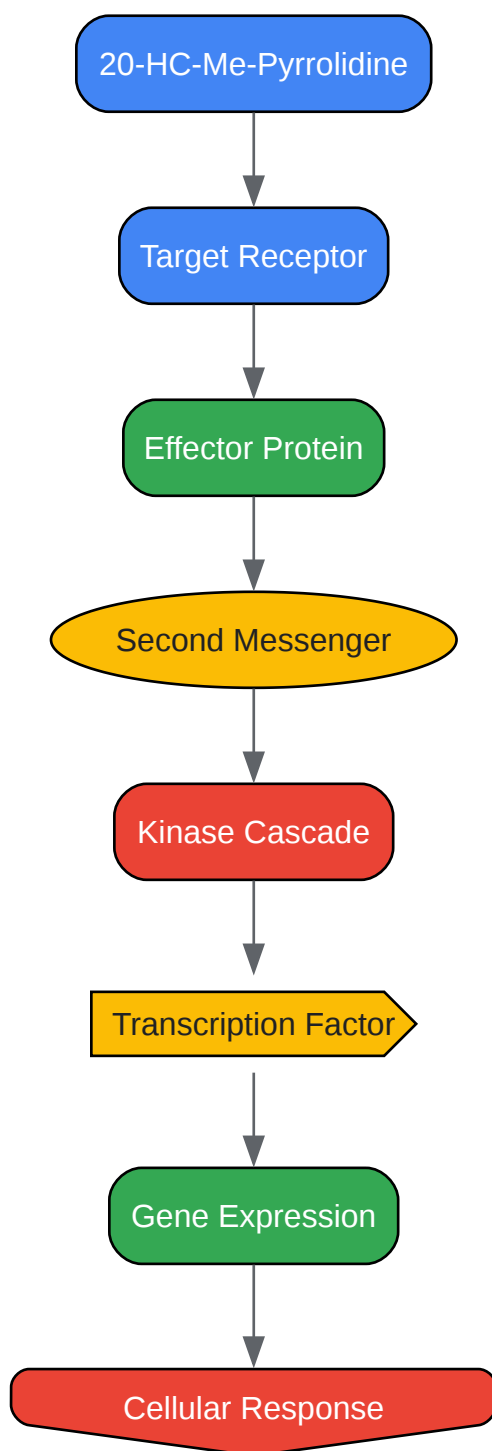 20-HC-Me-Pyrrolidine
Target Receptor
Effector Protein
Second Messenger
Kinase Cascade
Transcription Factor
Gene Expression
Cellular Response